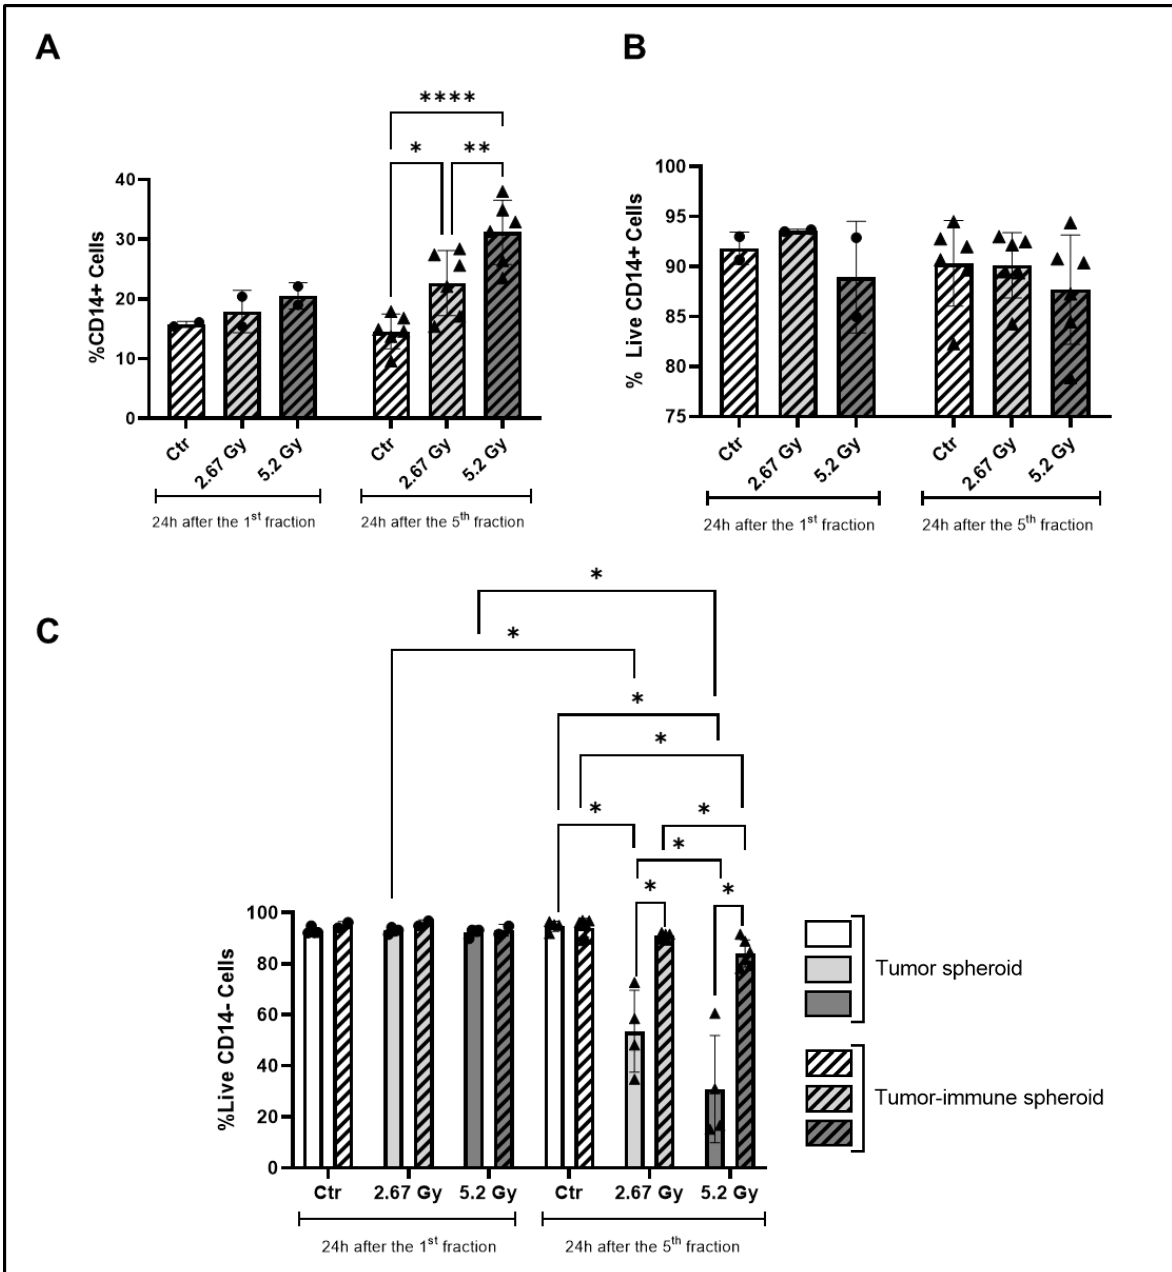 A
B
****
*
**
%CD14+ Cells
40
30
20
10
0
Ctr
2.67 Gy
5.2 Gy
Ctr
2.67 Gy
5.2 Gy
24h after the 1st fraction
24h after the 5th fraction
% Live CD14+ Cells
100
95
90
85
80
75
Ctr
2.67 Gy
5.2 Gy
Ctr
2.67 Gy
5.2 Gy
24h after the 1st fraction
24h after the 5th fraction
C
*
*
*
*
*
*
*
*
*
%Live CD14- Cells
100
80
60
40
20
0
Ctr
2.67 Gy
5.2 Gy
Ctr
2.67 Gy
5.2 Gy
24h after the 1st fraction
24h after the 5th fraction
Tumor spheroid
Tumor-immune spheroid